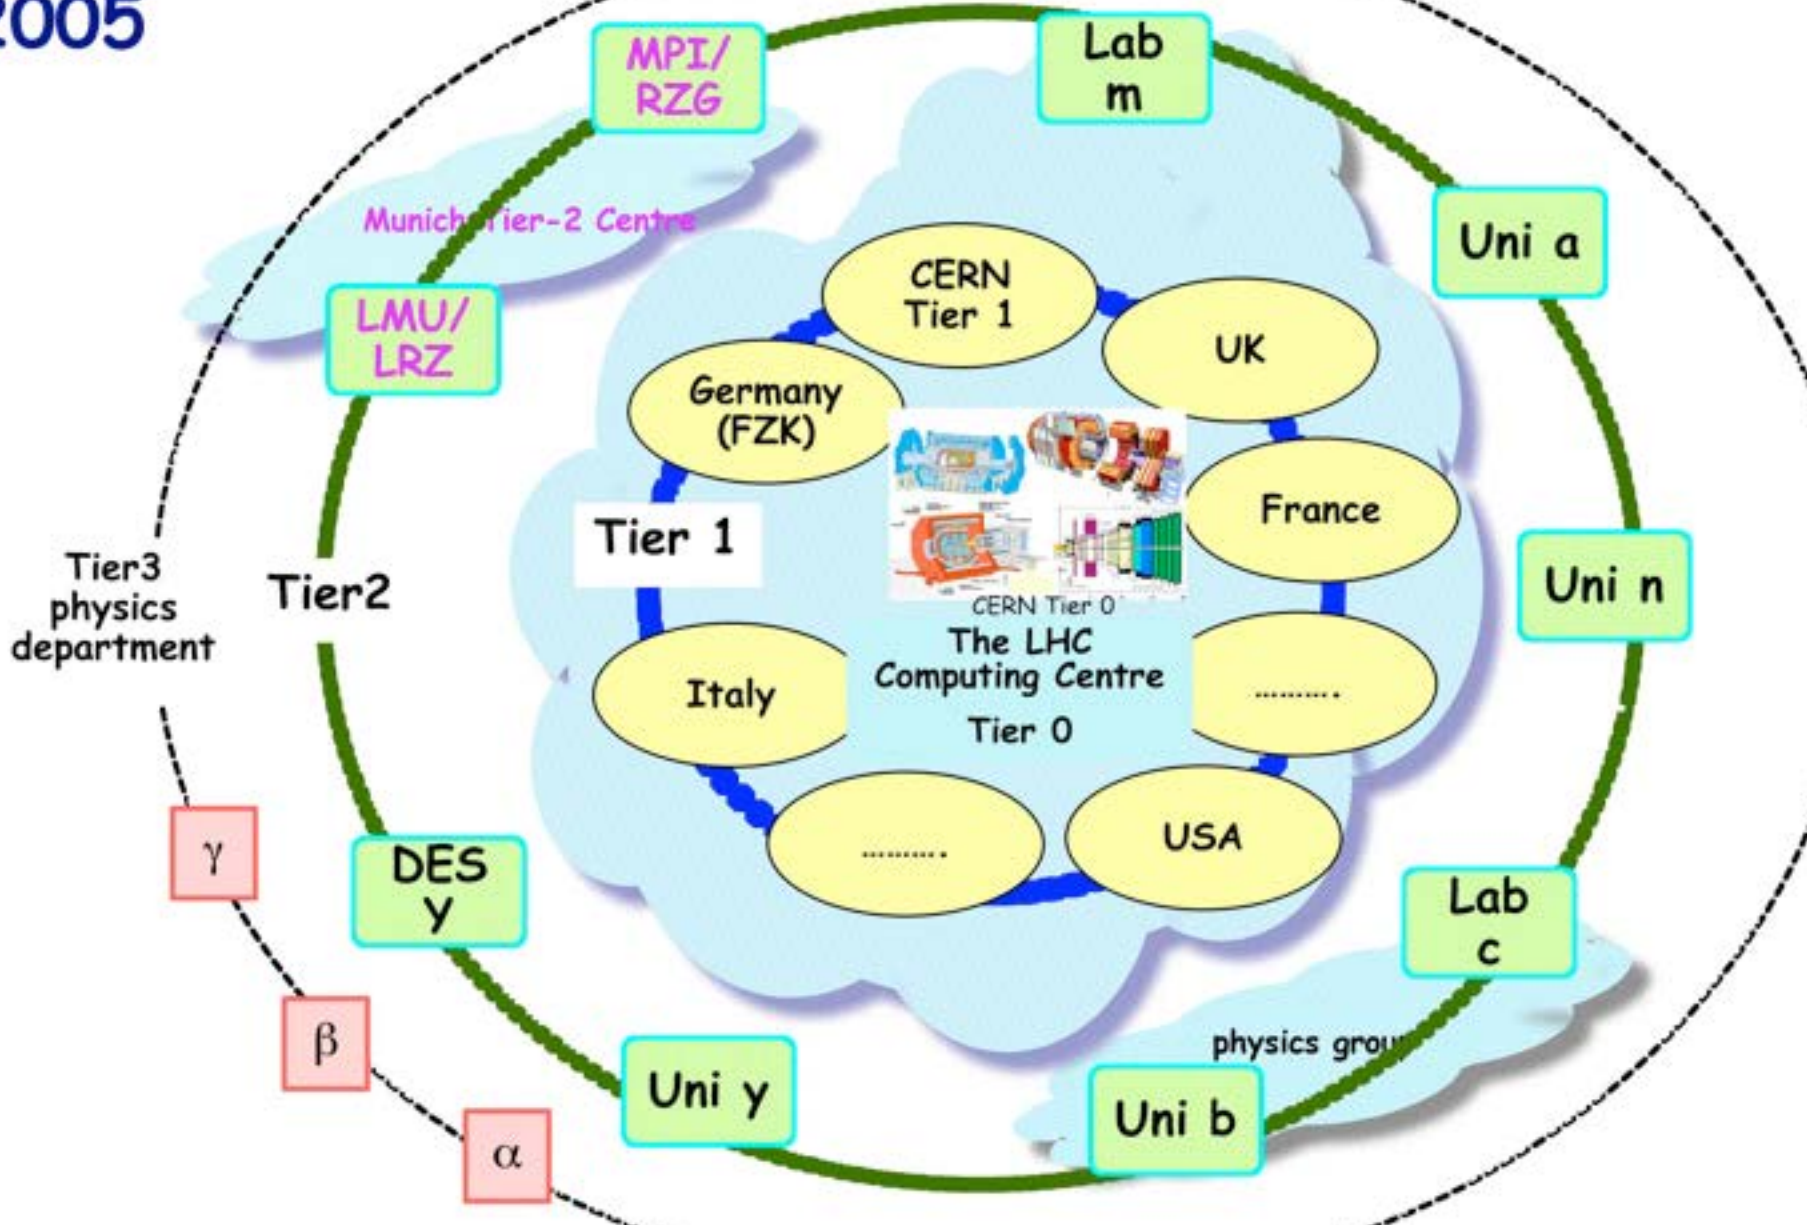 2005
MPI/
RZG
Lab
m
Munich Tier-2 Centre
Uni a
CERN
Tier 1
LMU/
LRZ
UK
Germany
(FZK)
France
Tier 1
Tier3
physics
department
Tier2
Uni n
CERN Tier 0
The LHC
Computing Centre
Tier 0
Italy
..........
USA
..........
γ
DES
Y
Lab
c
β
physics group
Uni y
Uni b
α